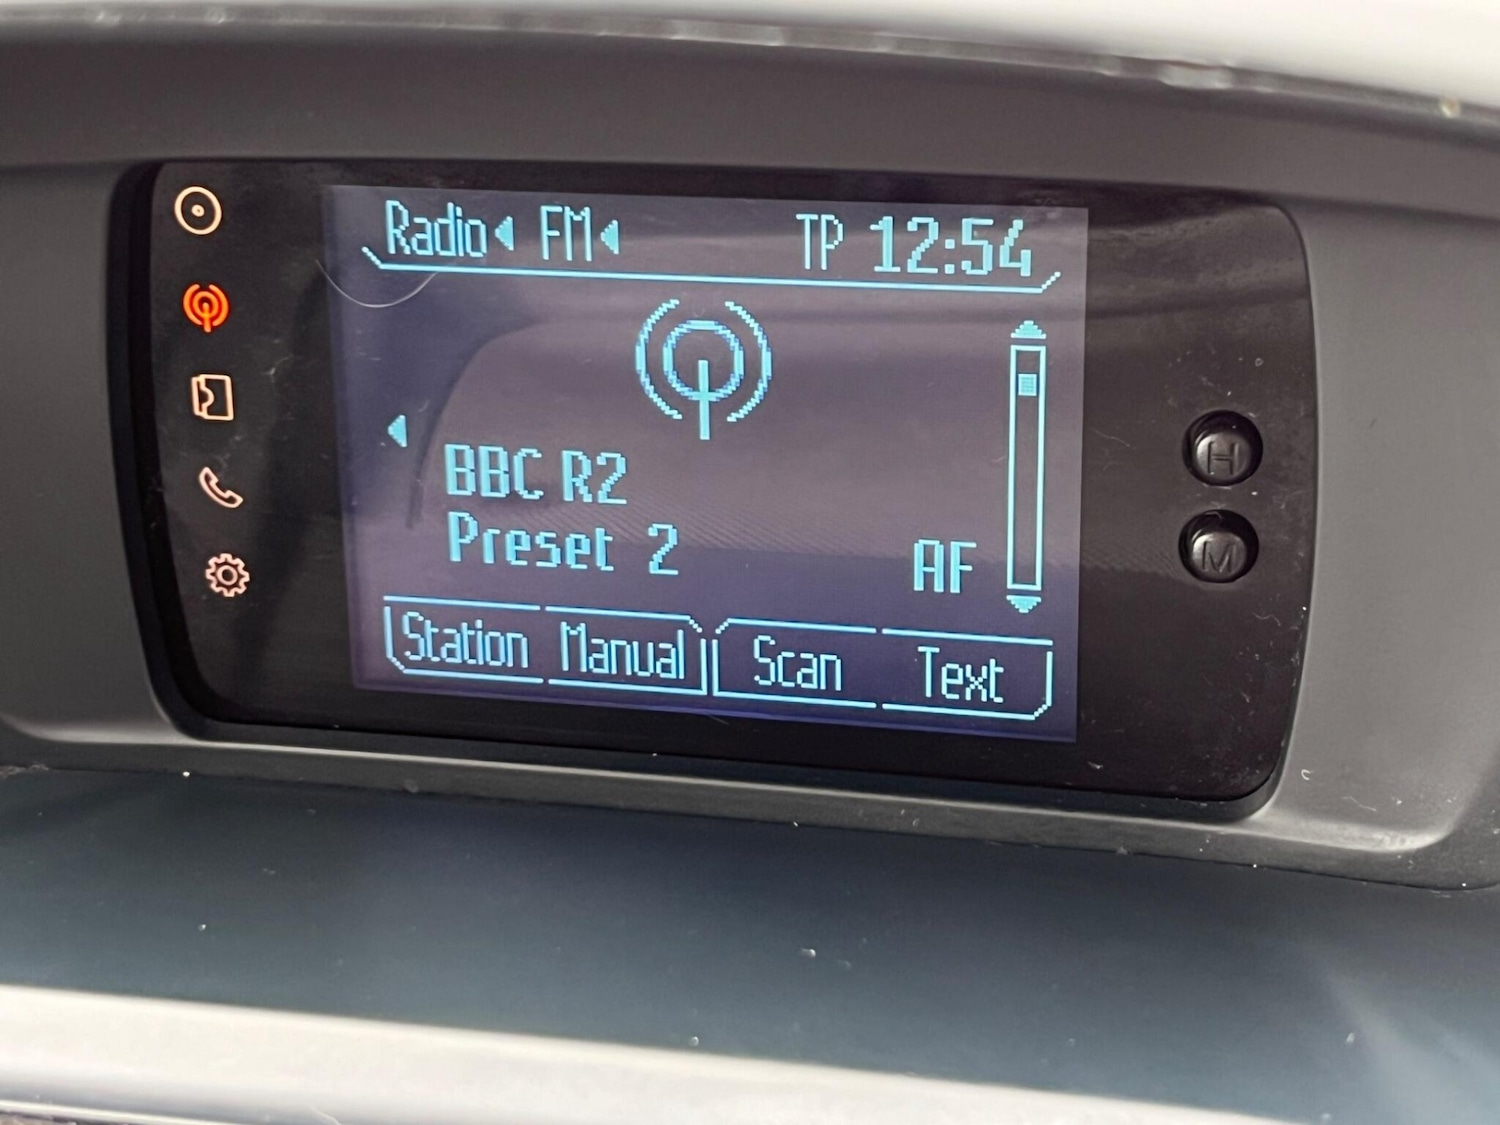 Radio FM TP 12:54
BBC R2
Preset 2
AF
Station Manual Scan Text
H
M